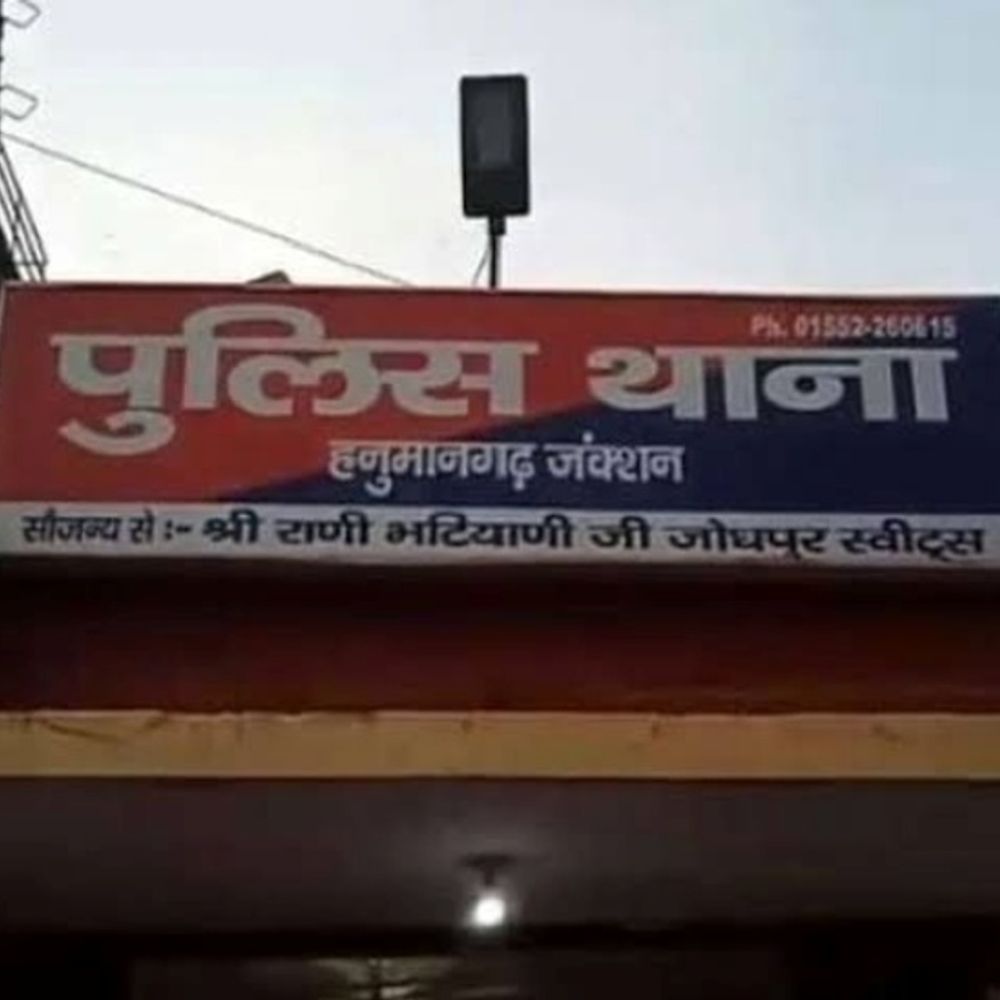 Ph. 01552-260615
पुलिस थाना
हनुमानगढ़ जंक्शन
सौजन्य से :- श्री राणी भटियाणी जी जोधपुर स्वीट्स